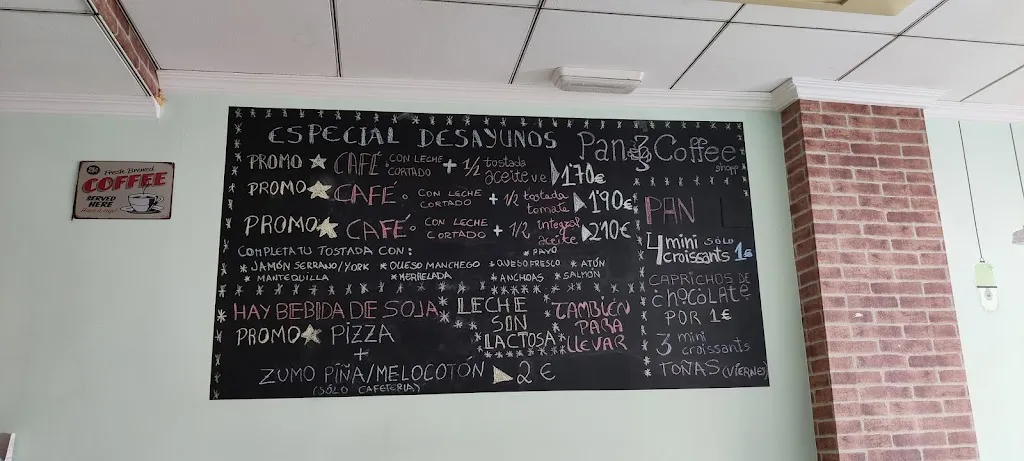 Fresh Brewed
COFFEE
SERVED
HERE
ESPECIAL DESAYUNOS
PROMO CAFÉ CON LECHE CORTADO + 1/2 tostada aceite v.e 1'70€
PROMO CAFÉ CON LECHE CORTADO + 1/2 tostada tomate 1'90€
PROMO CAFÉ CON LECHE CORTADO + 1/2 integral aceite 2'10€
COMPLETA TU TOSTADA CON:
* PAVO
* JAMÓN SERRANO/YORK * QUESO MANCHEGO * QUESO FRESCO * ATÚN
* MANTEQUILLA * MERMELADA * ANCHOAS * SALMÓN
HAY BEBIDA DE SOJA
PROMO PIZZA
+
ZUMO PIÑA/MELOCOTÓN 2€
(SÓLO CAFETERIA)
LECHE
SIN
LACTOSA
TAMBIÉN
PARA
LLEVAR
Pan & Coffee
shopp
PAN
4 mini SÓLO
croissants 1€
CAPRICHOS DE
chocolate
POR 1€
3 mini
croissants
TOÑAS (VIERNES)